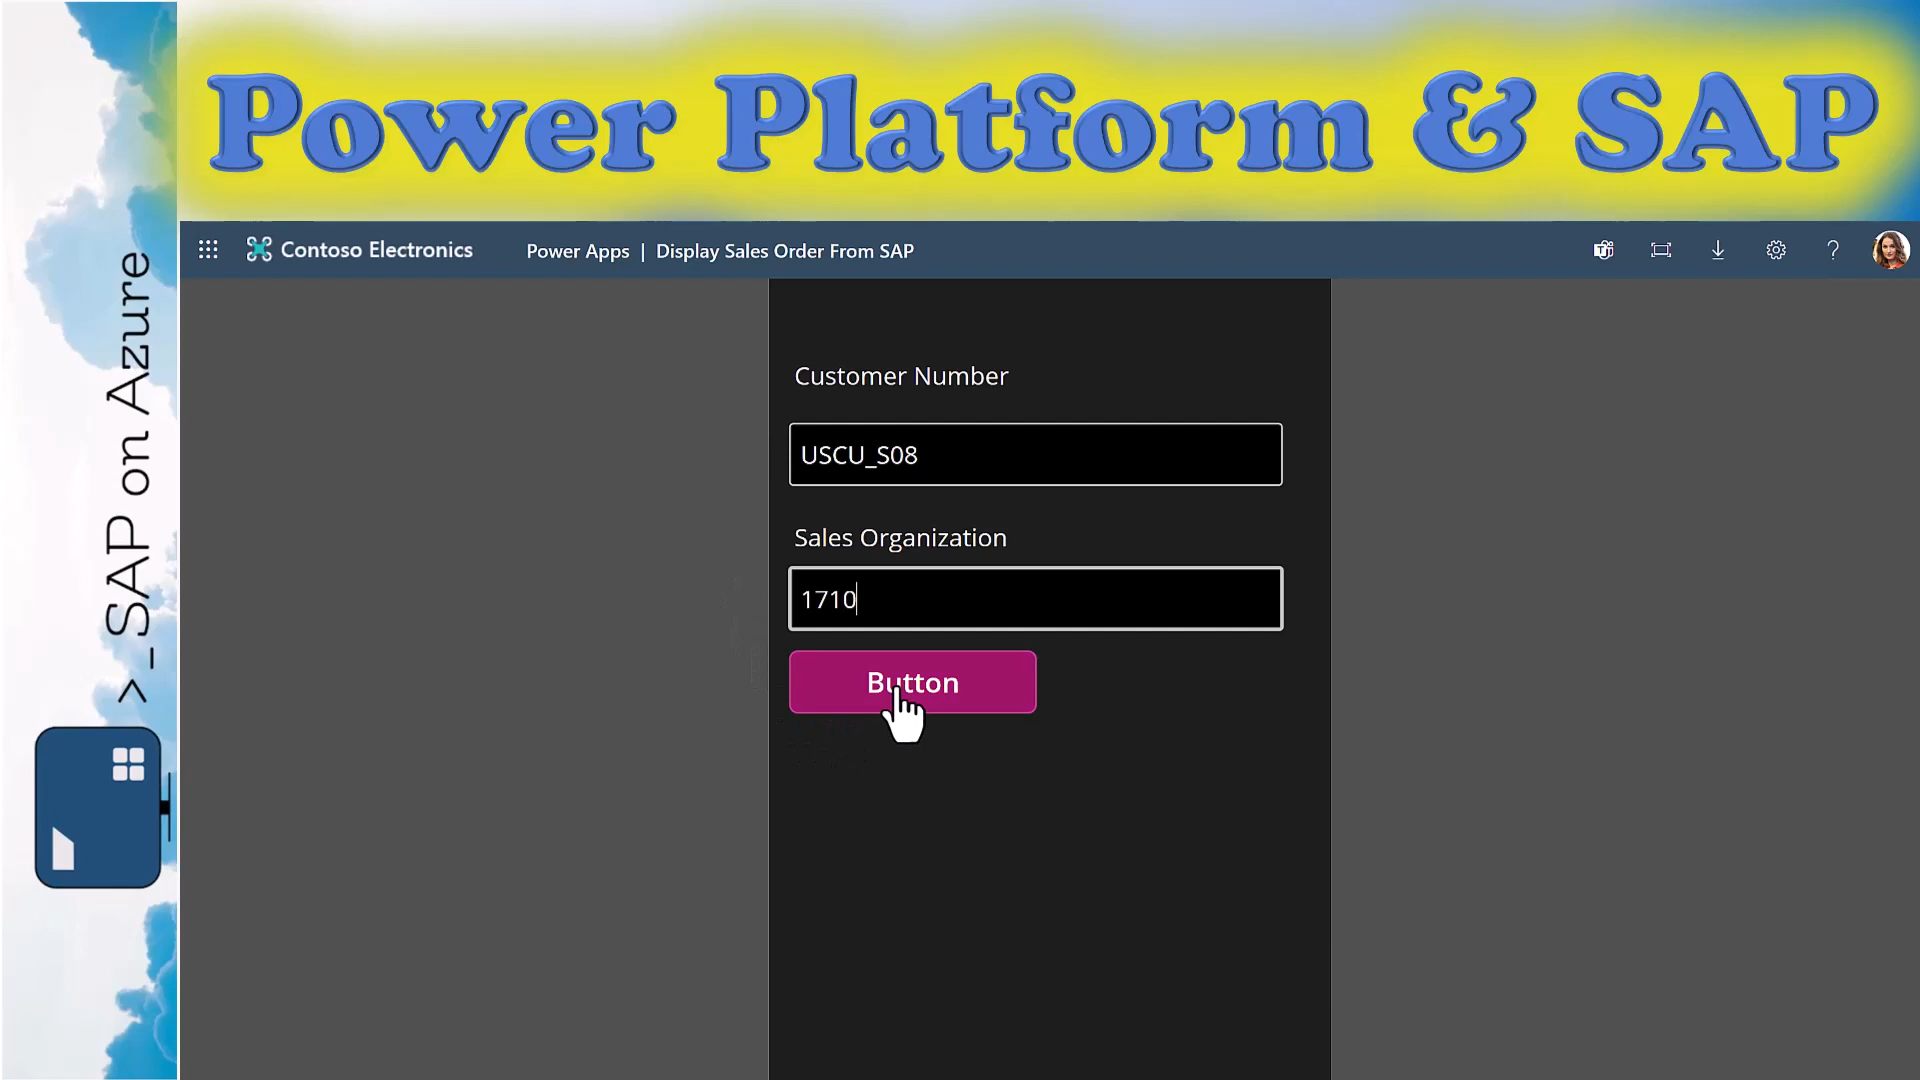 Power Platform & SAP
> _SAP on Azure
Contoso Electronics
Power Apps | Display Sales Order From SAP
Customer Number
USCU_S08
Sales Organization
1710
Button